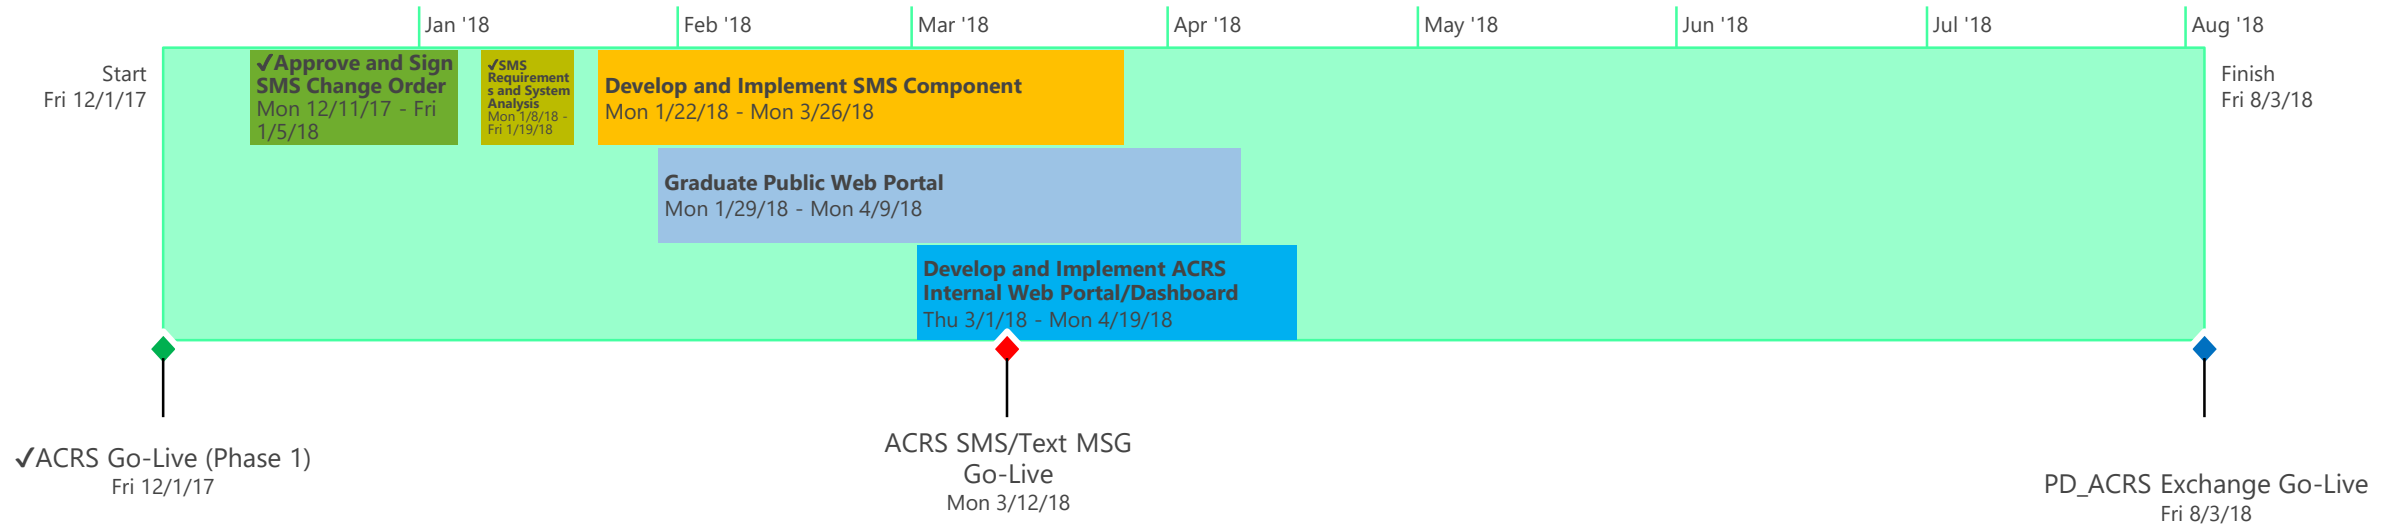 Jan '18
Feb '18
Mar '18
Apr '18
May '18
Jun '18
Jul '18
Aug '18
Start
Fri 12/1/17
✓Approve and Sign
SMS Change Order
Mon 12/11/17 - Fri
1/5/18
✓SMS
Requirement
s and System
Analysis
Mon 1/8/18 -
Fri 1/19/18
Develop and Implement SMS Component
Mon 1/22/18 - Mon 3/26/18
Finish
Fri 8/3/18
Graduate Public Web Portal
Mon 1/29/18 - Mon 4/9/18
Develop and Implement ACRS
Internal Web Portal/Dashboard
Thu 3/1/18 - Mon 4/19/18
✓ACRS Go-Live (Phase 1)
Fri 12/1/17
ACRS SMS/Text MSG
Go-Live
Mon 3/12/18
PD_ACRS Exchange Go-Live
Fri 8/3/18